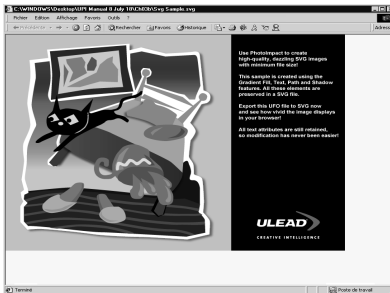 C:\WINDOWS\Desktop\UPI Manual 8 July 10\Ch03b\Svg Sample.svg
Fichier Edition Affichage Favoris Outils ?
Rechercher Favoris Historique
Adresse
Use PhotoImpact to create
high-quality, dazzling SVG images
with minimum file size!
This sample is created using the
Gradient Fill, Text, Path and Shadow
features. All these elements are
preserved in a SVG file.
Export this UFO file to SVG now
and see how vivid the image displays
in your browser!
All text attributes are still retained,
so modification has never been easier!
ULEAD
CREATIVE INTELLIGENCE
Terminé
Poste de travail